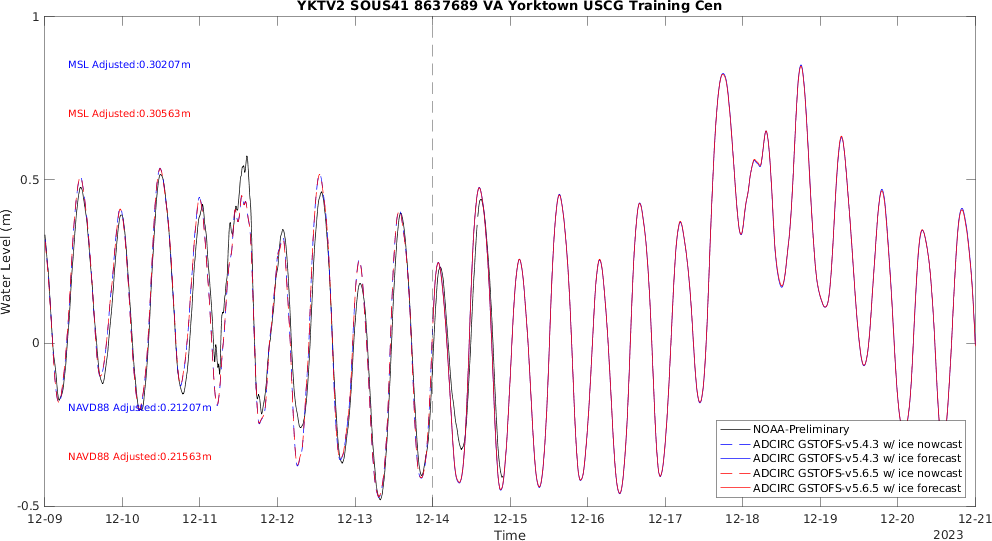 YKTV2 SOUS41 8637689 VA Yorktown USCG Training Cen
Water Level (m)
1
0.5
0
-0.5
MSL Adjusted:0.30207m
MSL Adjusted:0.30563m
NAVD88 Adjusted:0.21207m
NAVD88 Adjusted:0.21563m
NOAA-Preliminary
ADCIRC GSTOFS-v5.4.3 w/ ice nowcast
ADCIRC GSTOFS-v5.4.3 w/ ice forecast
ADCIRC GSTOFS-v5.6.5 w/ ice nowcast
ADCIRC GSTOFS-v5.6.5 w/ ice forecast
12-09 12-10 12-11 12-12 12-13 12-14 12-15 12-16 12-17 12-18 12-19 12-20 12-21
Time
2023